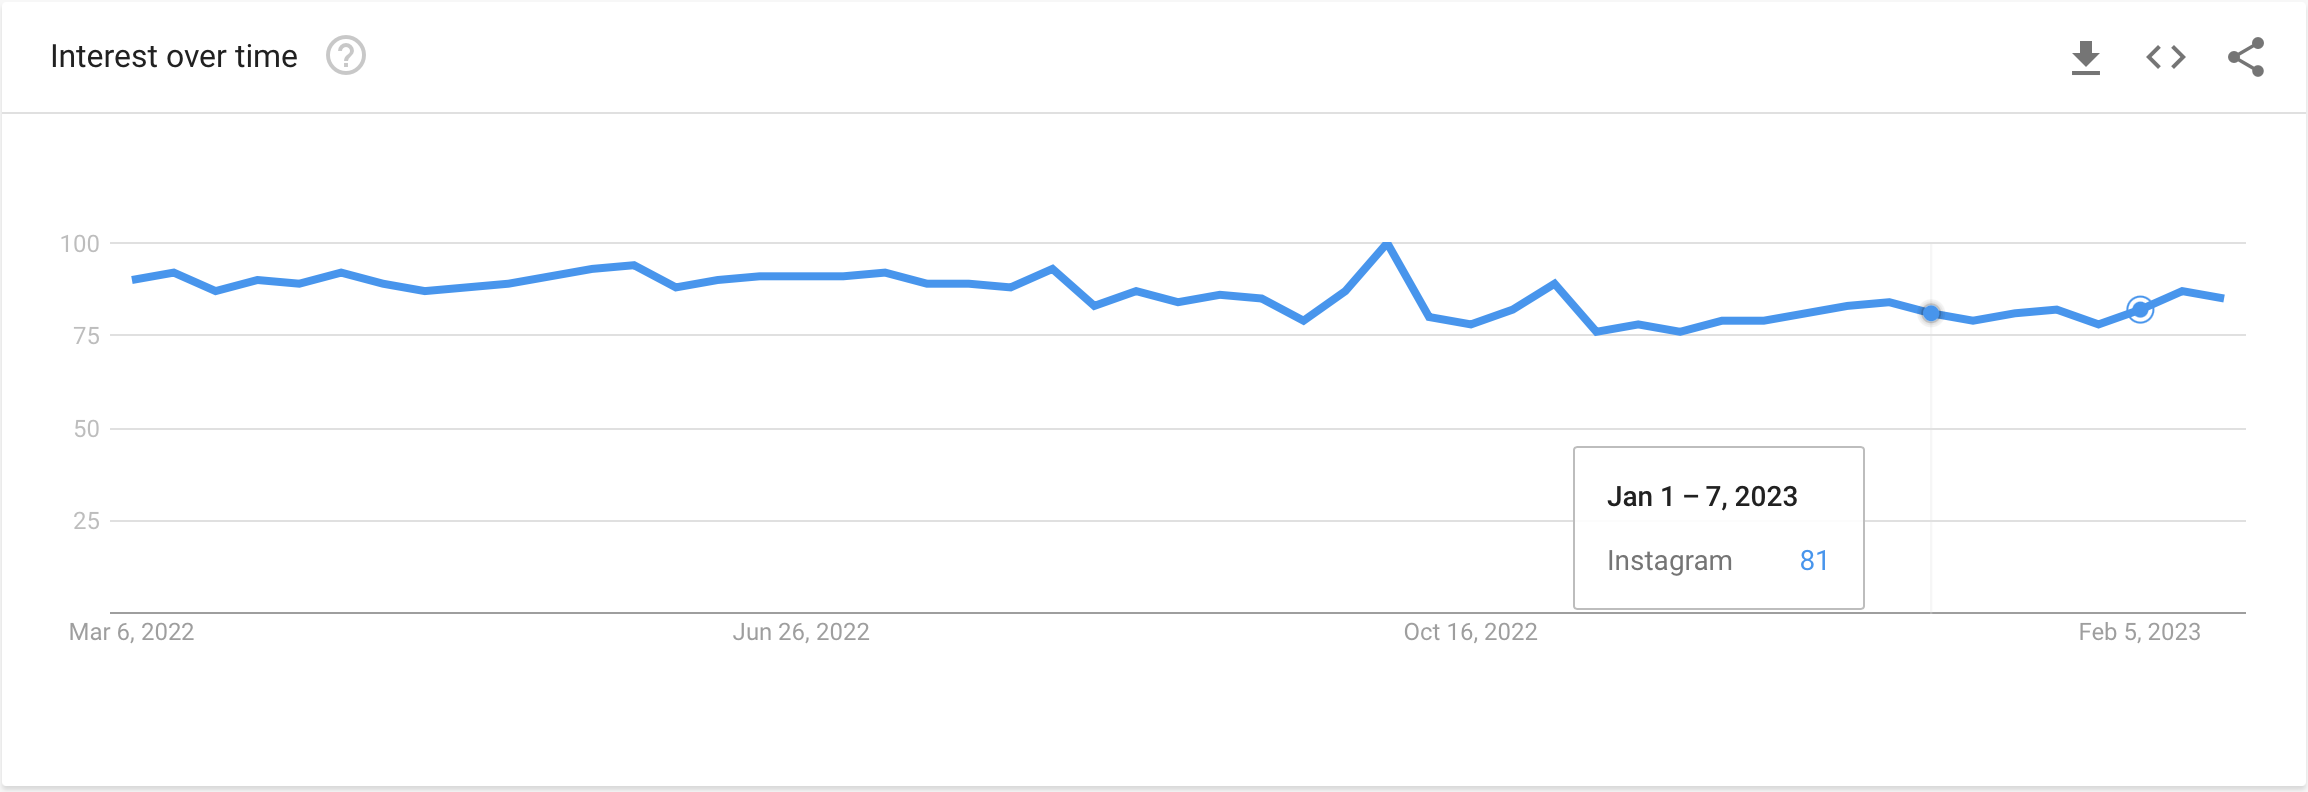 Interest over time
100
75
50
25
Jan 1 – 7, 2023
Instagram 81
Mar 6, 2022 Jun 26, 2022 Oct 16, 2022 Feb 5, 2023